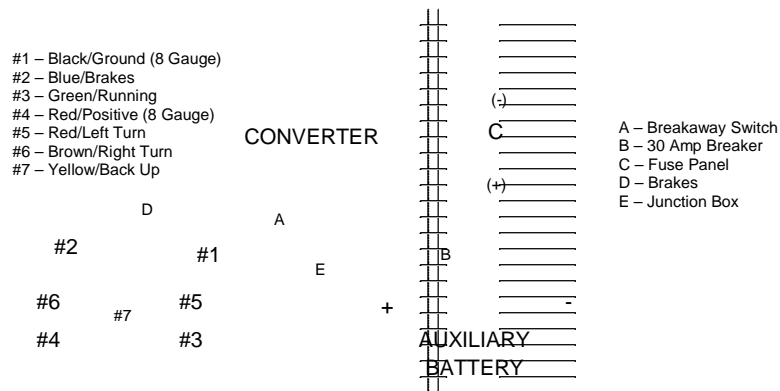 #1 – Black/Ground (8 Gauge)
#2 – Blue/Brakes
#3 – Green/Running
#4 – Red/Positive (8 Gauge)
#5 – Red/Left Turn
#6 – Brown/Right Turn
#7 – Yellow/Back Up
CONVERTER
(-)
C
(+)
A – Breakaway Switch
B – 30 Amp Breaker
C – Fuse Panel
D – Brakes
E – Junction Box
D
A
#2
#1
B
E
#6
#5
#7
+
-
#4
#3
AUXILIARY
BATTERY